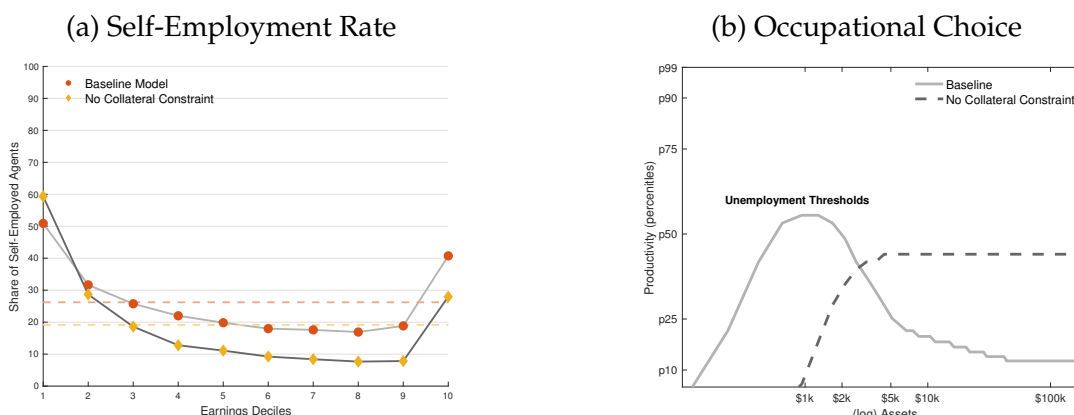 (a) Self-Employment Rate
100
90
80
70
60
50
40
30
20
10
0
Share of Self-Employed Agents
Baseline Model
No Collateral Constraint
1 2 3 4 5 6 7 8 9 10
Earnings Deciles
(b) Occupational Choice
p99
p90
p75
p50
p25
p10
Productivity (percenitles)
Baseline
No Collateral Constraint
Unemployment Thresholds
$1k $2k $5k $10k $100k
(log) Assets